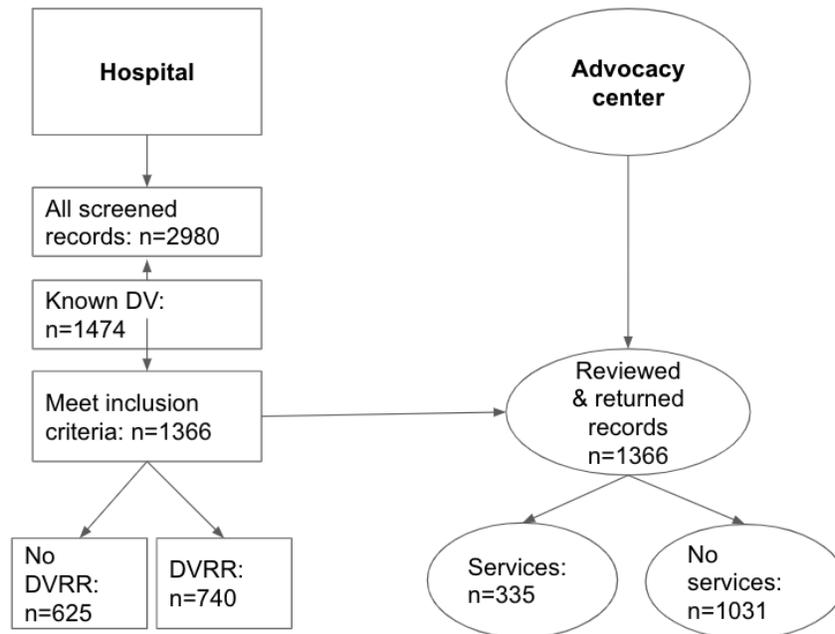 Hospital
Advocacy
center
All screened
records: n=2980
Known DV:
n=1474
Meet inclusion
criteria: n=1366
Reviewed
& returned
records
n=1366
No
DVRR:
n=625
DVRR:
n=740
Services:
n=335
No
services:
n=1031